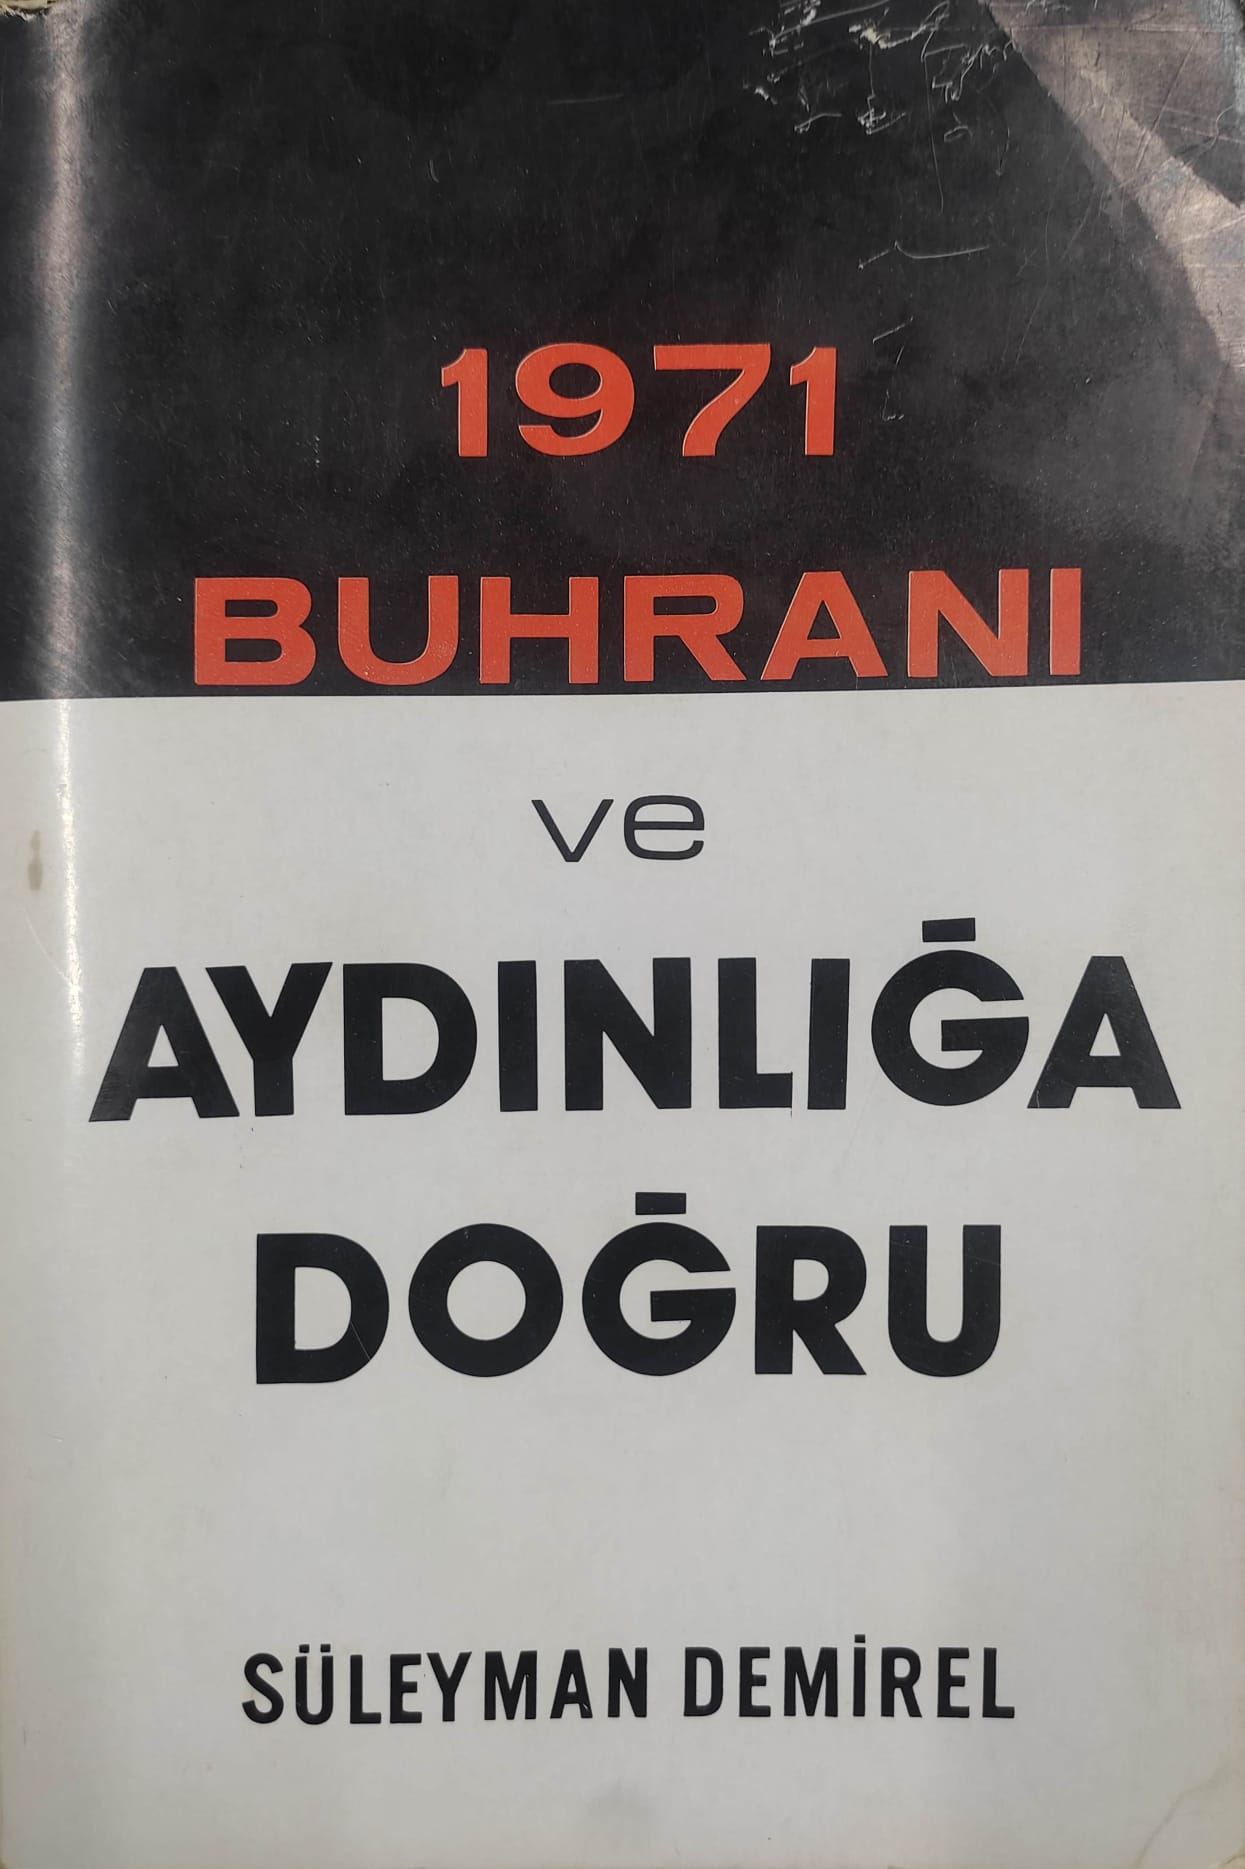 1971
BUHRANI
ve
AYDINLIĞA
DOĞRU
SÜLEYMAN DEMİREL